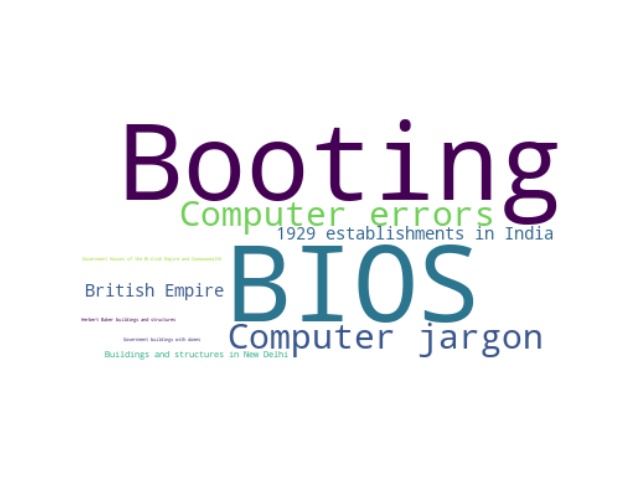 Booting
Computer errors
1929 establishments in India
Government Houses of the British Empire and Commonwealth
BIOS
British Empire
Herbert Baker buildings and structures
Computer jargon
Government buildings with domes
Buildings and structures in New Delhi